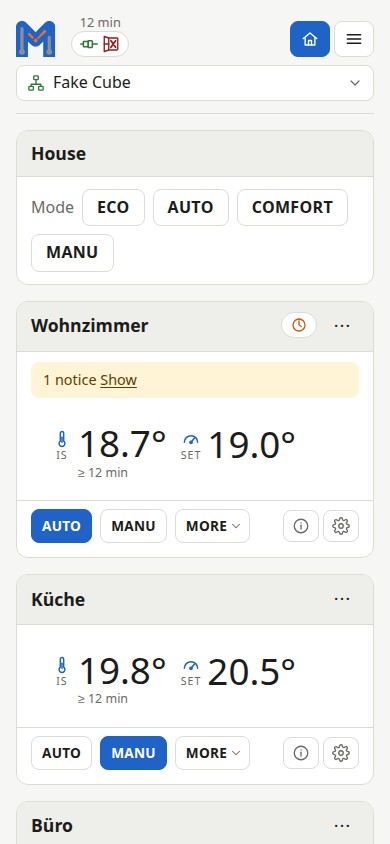 12 min
Fake Cube
House
Mode ECO AUTO COMFORT
MANU
Wohnzimmer
1 notice Show
18.7° 19.0°
IS SET
≥ 12 min
AUTO MANU MORE
Küche
19.8° 20.5°
IS SET
≥ 12 min
AUTO MANU MORE
Büro